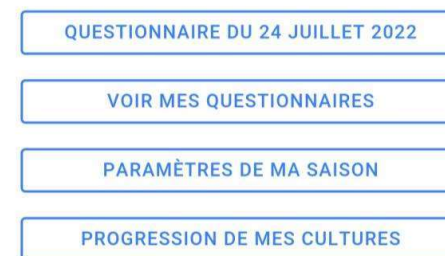 QUESTIONNAIRE DU 24 JUILLET 2022
VOIR MES QUESTIONNAIRES
PARAMÈTRES DE MA SAISON
PROGRESSION DE MES CULTURES